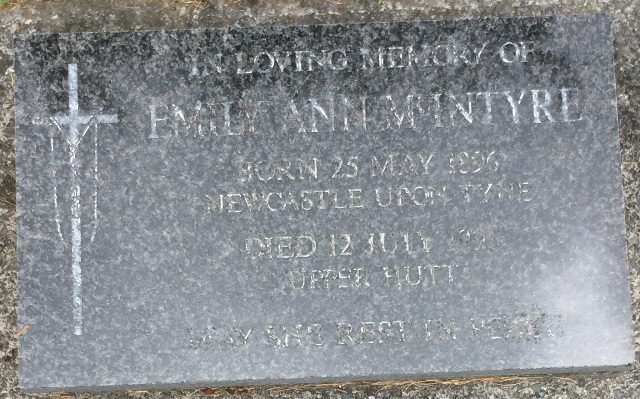 IN LOVING MEMORY OF
EMILY ANN McINTYRE
BORN 25 MAY 1896
NEWCASTLE UPON TYNE
DIED 12 JULY
UPPER HUTT
MAY SHE REST IN PEACE